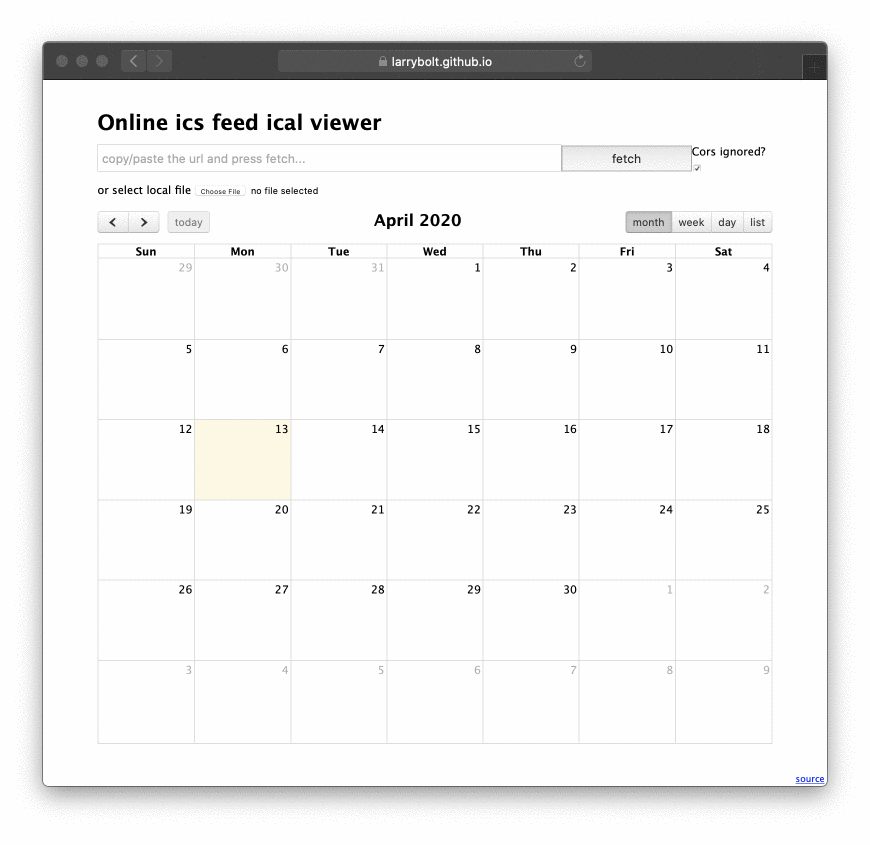 larrybolt.github.io
Online ics feed ical viewer
copy/paste the url and press fetch... fetch Cors ignored?
or select local file Choose File no file selected
today April 2020 month week day list
Sun Mon Tue Wed Thu Fri Sat
29 30 31 1 2 3 4
5 6 7 8 9 10 11
12 13 14 15 16 17 18
19 20 21 22 23 24 25
26 27 28 29 30 1 2
3 4 5 6 7 8 9
source